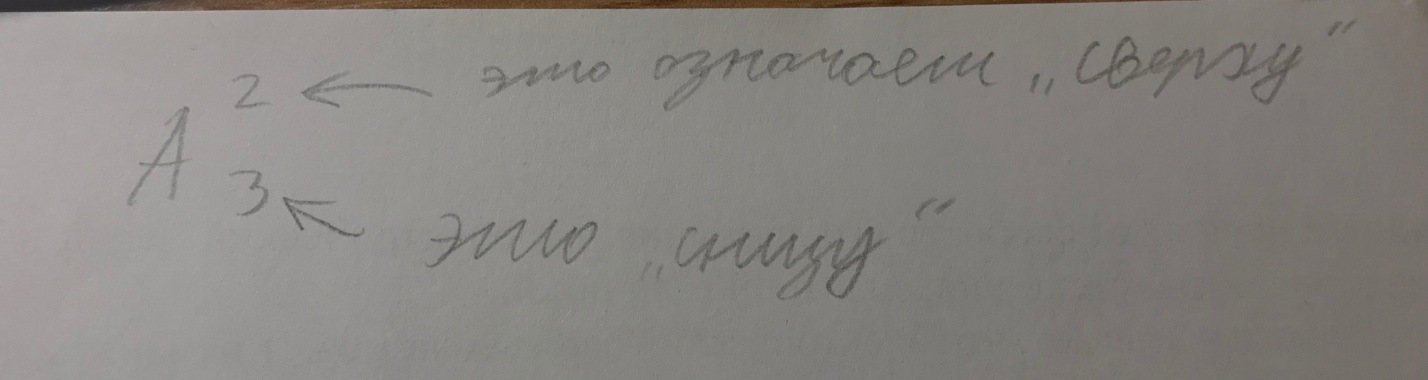 A 2 ← это означает „сверху“
3 ← это „снизу“